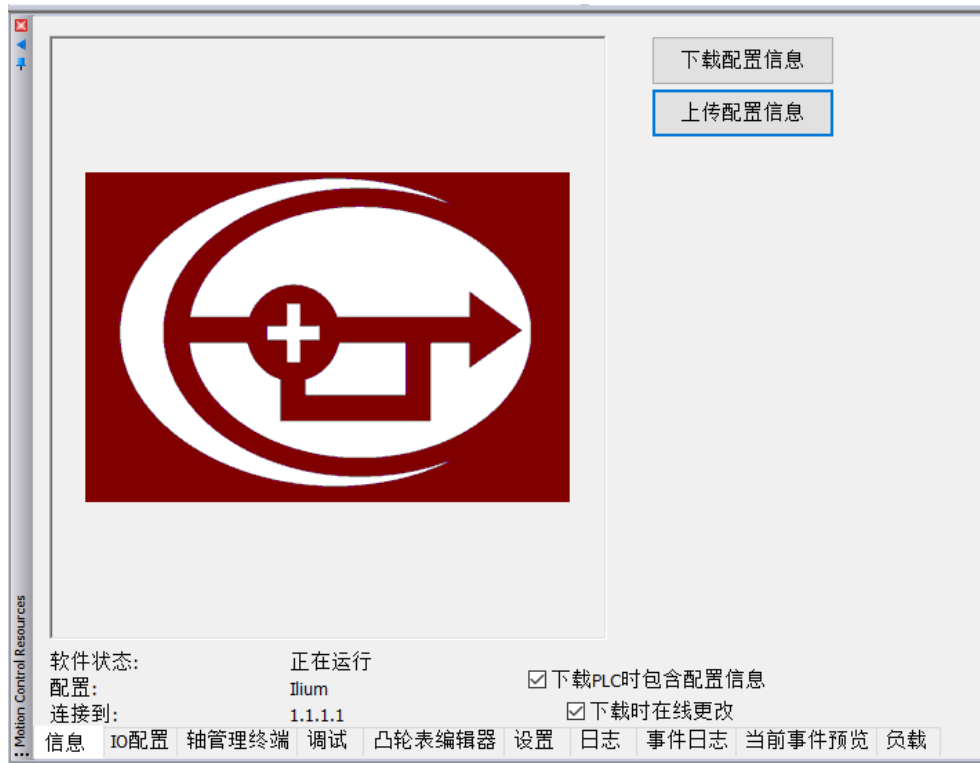 下载配置信息
上传配置信息
Motion Control Resources
软件状态: 正在运行
配置: Ilium
连接到: 1.1.1.1
下载PLC时包含配置信息
下载时在线更改
信息 IO配置 轴管理终端 调试 凸轮表编辑器 设置 日志 事件日志 当前事件预览 负载